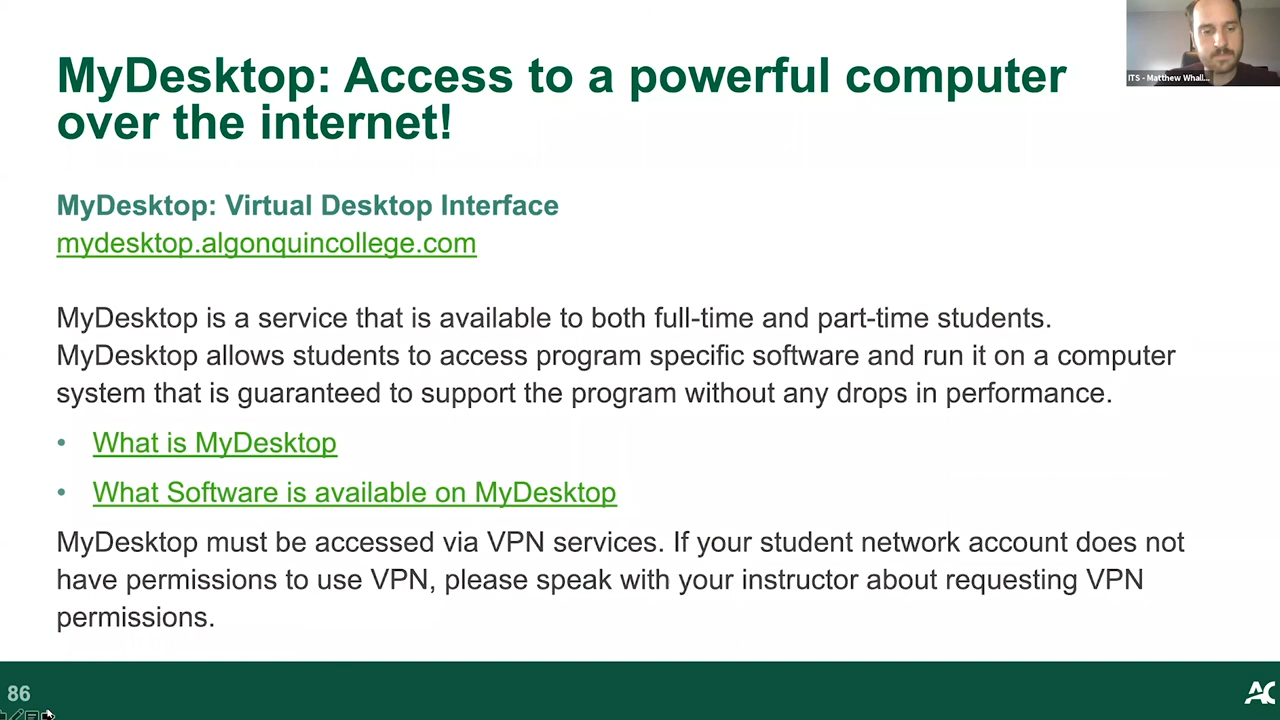 MyDesktop: Access to a powerful computer
over the internet!
ITS - Matthew Whall...
MyDesktop: Virtual Desktop Interface
mydesktop.algonquincollege.com
MyDesktop is a service that is available to both full-time and part-time students.
MyDesktop allows students to access program specific software and run it on a computer
system that is guaranteed to support the program without any drops in performance.
• What is MyDesktop
• What Software is available on MyDesktop
MyDesktop must be accessed via VPN services. If your student network account does not
have permissions to use VPN, please speak with your instructor about requesting VPN
permissions.
86
AC